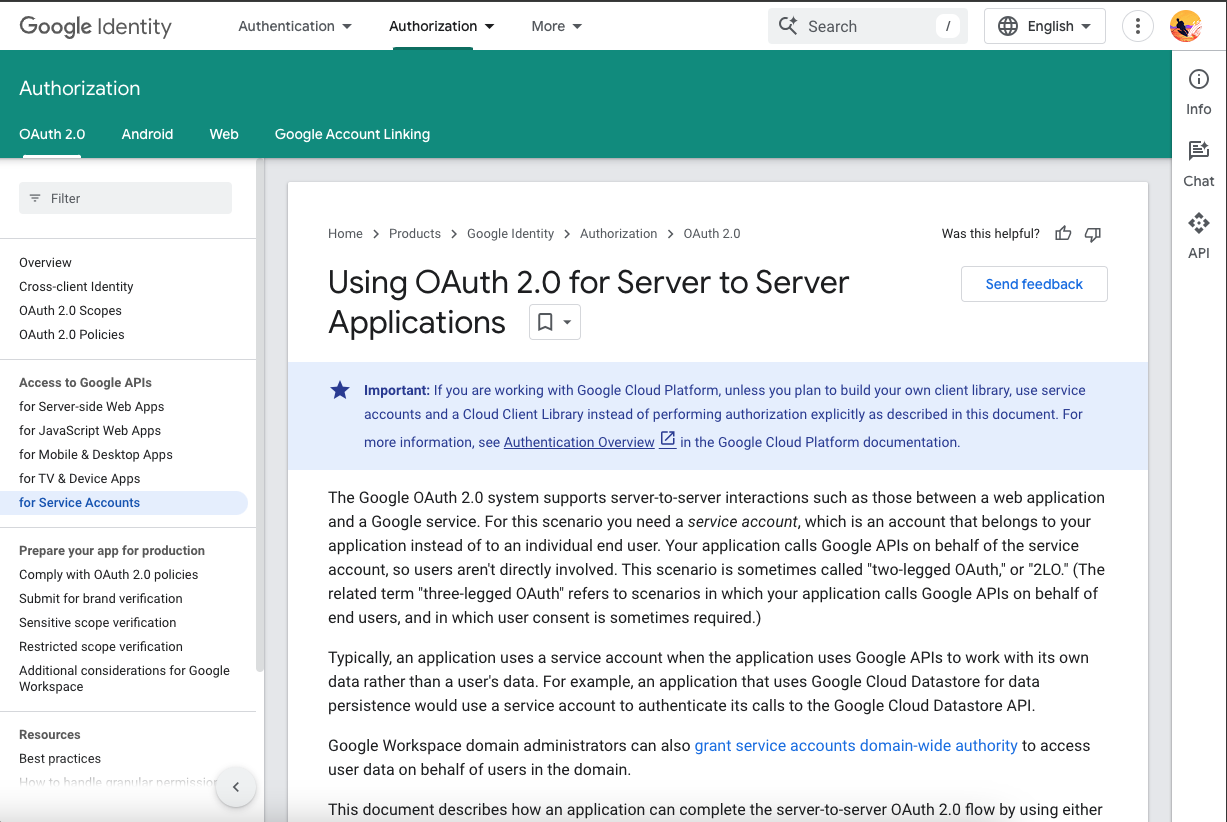 Google Identity
Authentication
Authorization
More
Search
/
English
Authorization
OAuth 2.0
Android
Web
Google Account Linking
Info
Chat
API
Filter
Overview
Cross-client Identity
OAuth 2.0 Scopes
OAuth 2.0 Policies
Access to Google APIs
for Server-side Web Apps
for JavaScript Web Apps
for Mobile & Desktop Apps
for TV & Device Apps
for Service Accounts
Prepare your app for production
Comply with OAuth 2.0 policies
Submit for brand verification
Sensitive scope verification
Restricted scope verification
Additional considerations for Google
Workspace
Resources
Best practices
How to handle granular permission
Home > Products > Google Identity > Authorization > OAuth 2.0
Was this helpful?
Using OAuth 2.0 for Server to Server
Applications
Send feedback
Important: If you are working with Google Cloud Platform, unless you plan to build your own client library, use service
accounts and a Cloud Client Library instead of performing authorization explicitly as described in this document. For
more information, see Authentication Overview in the Google Cloud Platform documentation.
The Google OAuth 2.0 system supports server-to-server interactions such as those between a web application
and a Google service. For this scenario you need a service account, which is an account that belongs to your
application instead of to an individual end user. Your application calls Google APIs on behalf of the service
account, so users aren't directly involved. This scenario is sometimes called "two-legged OAuth," or "2LO." (The
related term "three-legged OAuth" refers to scenarios in which your application calls Google APIs on behalf of
end users, and in which user consent is sometimes required.)
Typically, an application uses a service account when the application uses Google APIs to work with its own
data rather than a user's data. For example, an application that uses Google Cloud Datastore for data
persistence would use a service account to authenticate its calls to the Google Cloud Datastore API.
Google Workspace domain administrators can also grant service accounts domain-wide authority to access
user data on behalf of users in the domain.
This document describes how an application can complete the server-to-server OAuth 2.0 flow by using either